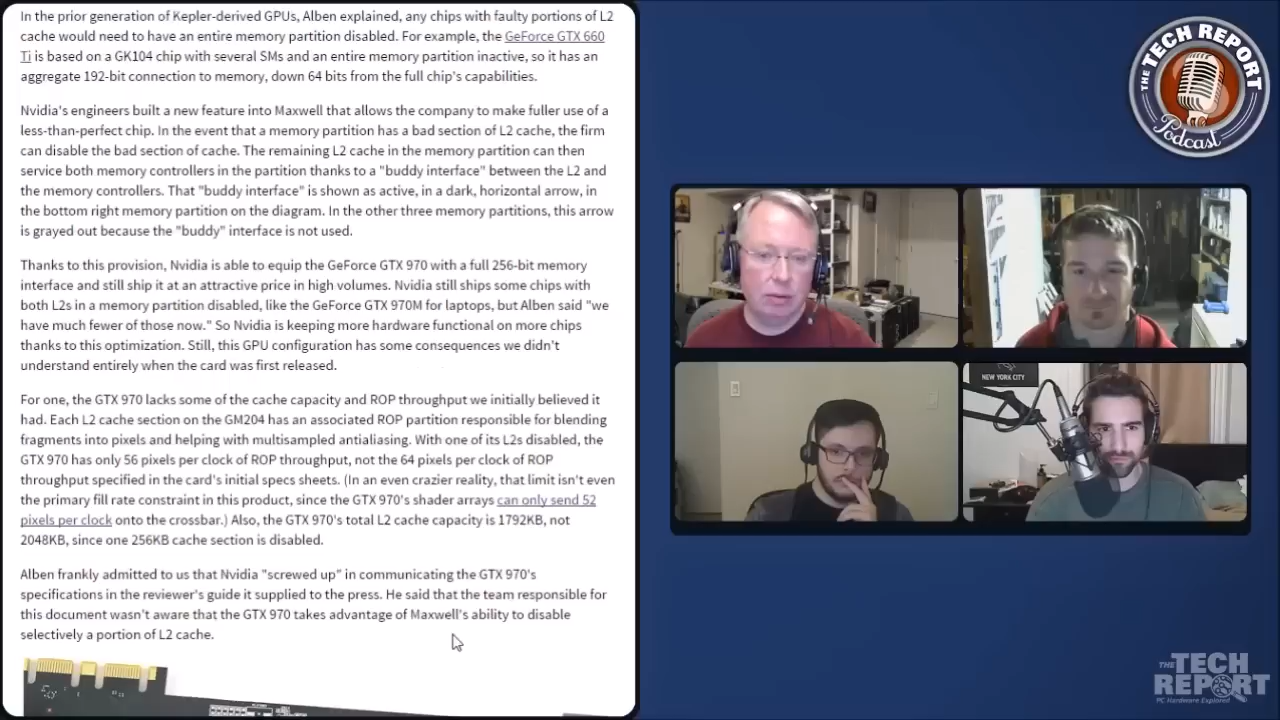 In the prior generation of Kepler-derived GPUs, Alben explained, any chips with faulty portions of L2
cache would need to have an entire memory partition disabled. For example, the GeForce GTX 660
Ti is based on a GK104 chip with several SMs and an entire memory partition inactive, so it has an
aggregate 192-bit connection to memory, down 64 bits from the full chip's capabilities.
Nvidia's engineers built a new feature into Maxwell that allows the company to make fuller use of a
less-than-perfect chip. In the event that a memory partition has a bad section of L2 cache, the firm
can disable the bad section of cache. The remaining L2 cache in the memory partition can then
service both memory controllers in the partition thanks to a "buddy interface" between the L2 and
the memory controllers. That "buddy interface" is shown as active, in a dark, horizontal arrow, in
the bottom right memory partition on the diagram. In the other three memory partitions, this arrow
is grayed out because the "buddy" interface is not used.
Thanks to this provision, Nvidia is able to equip the GeForce GTX 970 with a full 256-bit memory
interface and still ship it at an attractive price in high volumes. Nvidia still ships some chips with
both L2s in a memory partition disabled, like the GeForce GTX 970M for laptops, but Alben said "we
have much fewer of those now." So Nvidia is keeping more hardware functional on more chips
thanks to this optimization. Still, this GPU configuration has some consequences we didn't
understand entirely when the card was first released.
For one, the GTX 970 lacks some of the cache capacity and ROP throughput we initially believed it
had. Each L2 cache section on the GM204 has an associated ROP partition responsible for blending
fragments into pixels and helping with multisampled antialiasing. With one of its L2s disabled, the
GTX 970 has only 56 pixels per clock of ROP throughput, not the 64 pixels per clock of ROP
throughput specified in the card's initial specs sheets. (In an even crazier reality, that limit isn't even
the primary fill rate constraint in this product, since the GTX 970's shader arrays can only send 52
pixels per clock onto the crossbar.) Also, the GTX 970's total L2 cache capacity is 1792KB, not
2048KB, since one 256KB cache section is disabled.
Alben frankly admitted to us that Nvidia "screwed up" in communicating the GTX 970's
specifications in the reviewer's guide it supplied to the press. He said that the team responsible for
this document wasn't aware that the GTX 970 takes advantage of Maxwell's ability to disable
selectively a portion of L2 cache.
THE TECH REPORT
Podcast
NEW YORK CITY
THE TECH
REPORT
PC Hardware Explored